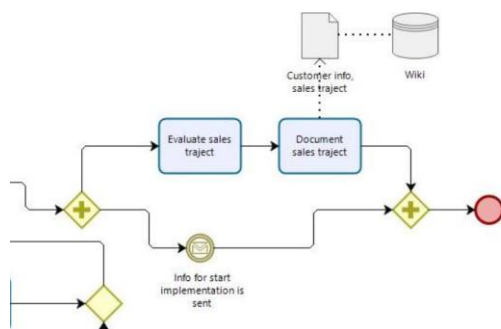 Customer info,
sales traject
Wiki
Evaluate sales
traject
Document
sales traject
Info for start
implementation is
sent